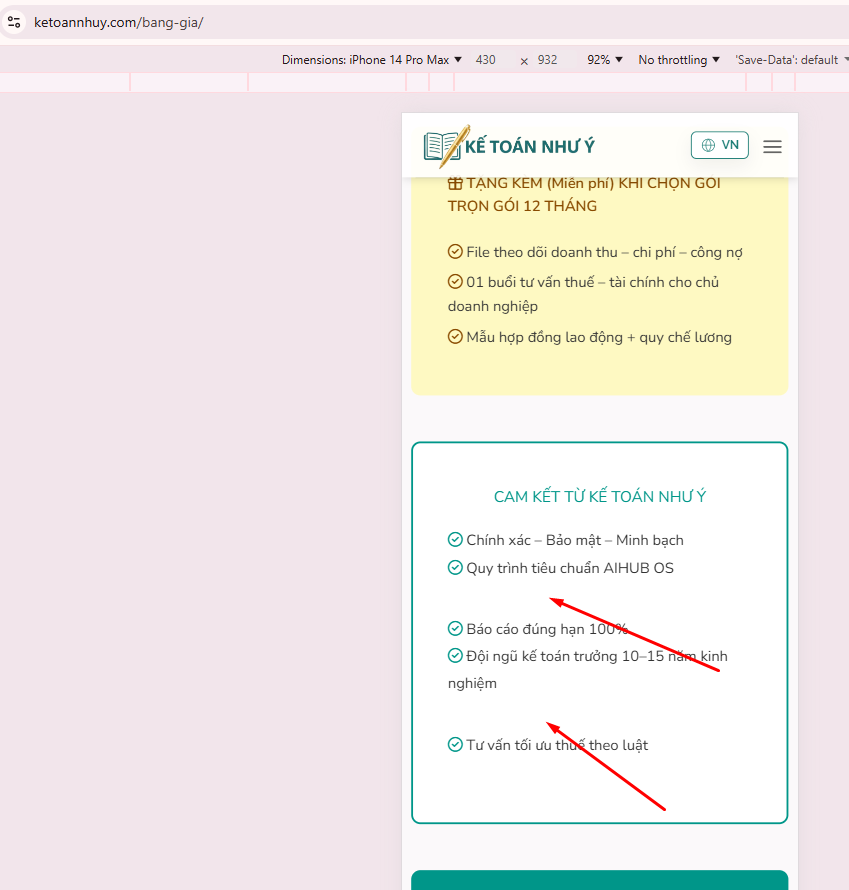 ketoannhuy.com/bang-gia/
Dimensions: iPhone 14 Pro Max ▼ 430 × 932 92% ▼ No throttling ▼ 'Save-Data': default ▼
KẾ TOÁN NHƯ Ý VN
TẶNG KÈM (Miễn phí) KHI CHỌN GÓI
TRỌN GÓI 12 THÁNG
File theo dõi doanh thu – chi phí – công nợ
01 buổi tư vấn thuế – tài chính cho chủ
doanh nghiệp
Mẫu hợp đồng lao động + quy chế lương
CAM KẾT TỪ KẾ TOÁN NHƯ Ý
Chính xác – Bảo mật – Minh bạch
Quy trình tiêu chuẩn AIHUB OS
Báo cáo đúng hạn 100%
Đội ngũ kế toán trưởng 10–15 năm kinh
nghiệm
Tư vấn tối ưu thuế theo luật